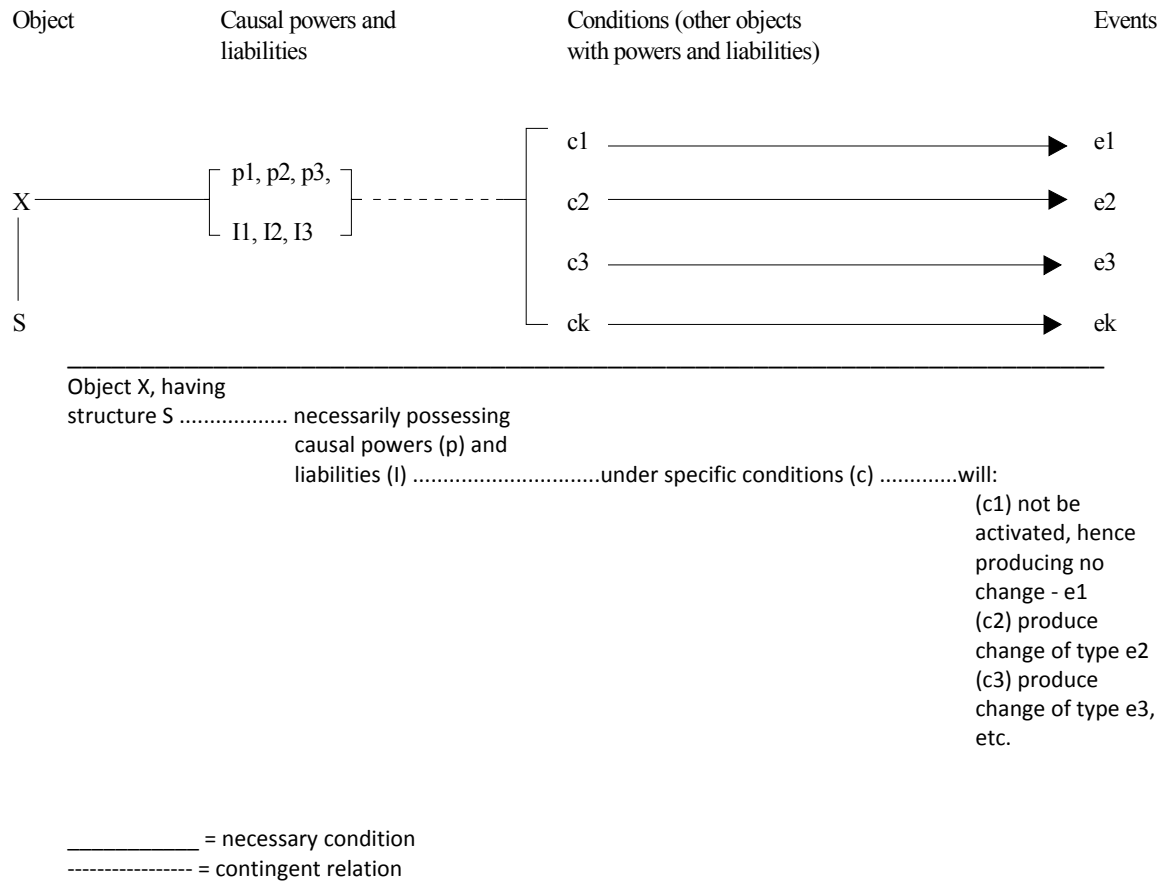 Object Causal powers and Conditions (other objects Events
liabilities with powers and liabilities)
c1 e1
p1, p2, p3,
X c2 e2
I1, I2, I3
c3 e3
S ck ek
Object X, having
structure S .................. necessarily possessing
causal powers (p) and
liabilities (I) ..............................under specific conditions (c) .............will:
(c1) not be
activated, hence
producing no
change - e1
(c2) produce
change of type e2
(c3) produce
change of type e3,
etc.
____________ = necessary condition
----------------- = contingent relation